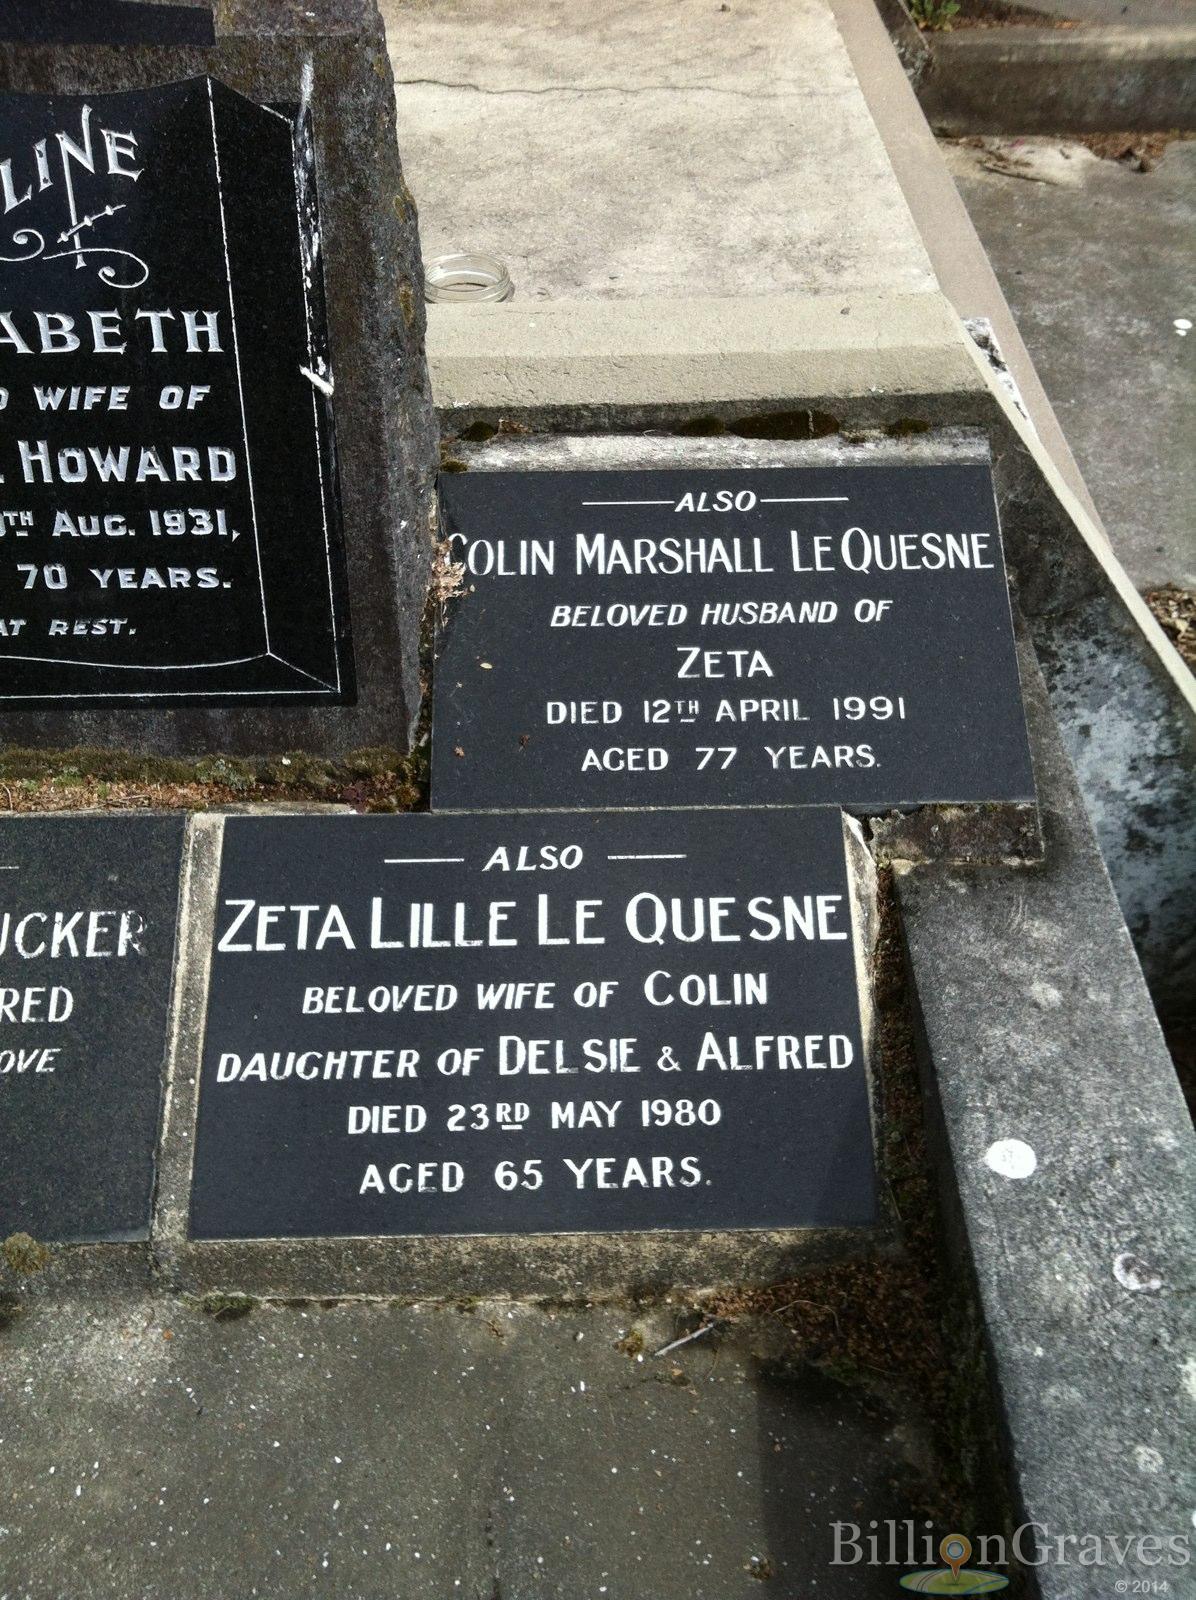 LINE
ABETH
WIFE OF
HOWARD
TH AUG. 1931,
70 YEARS.
AT REST.
ALSO
COLIN MARSHALL LE QUESNE
BELOVED HUSBAND OF
ZETA
DIED 12TH APRIL 1991
AGED 77 YEARS.
UCKER
RED
OVE
ALSO
ZETA LILLE LE QUESNE
BELOVED WIFE OF COLIN
DAUGHTER OF DELSIE & ALFRED
DIED 23RD MAY 1980
AGED 65 YEARS.
BillionGraves
© 2014